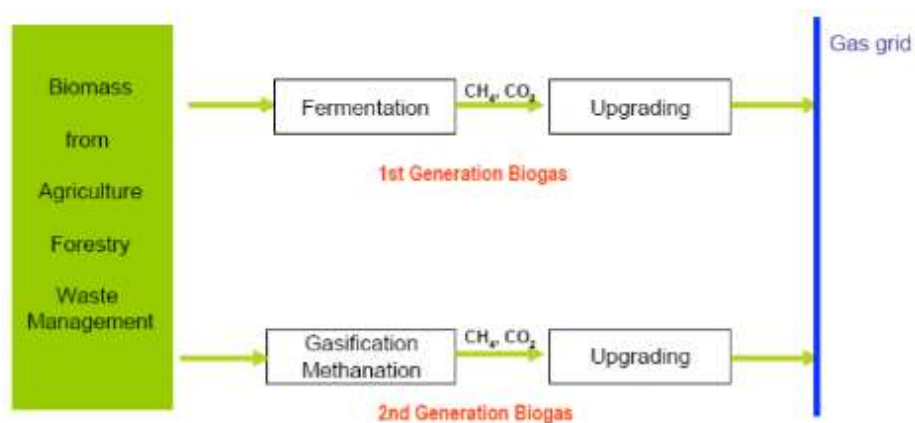 Biomass
from
Agriculture
Forestry
Waste
Management
Fermentation
CH₄, CO₂
Upgrading
1st Generation Biogas
Gasification
Methanation
CH₄, CO₂
Upgrading
2nd Generation Biogas
Gas grid